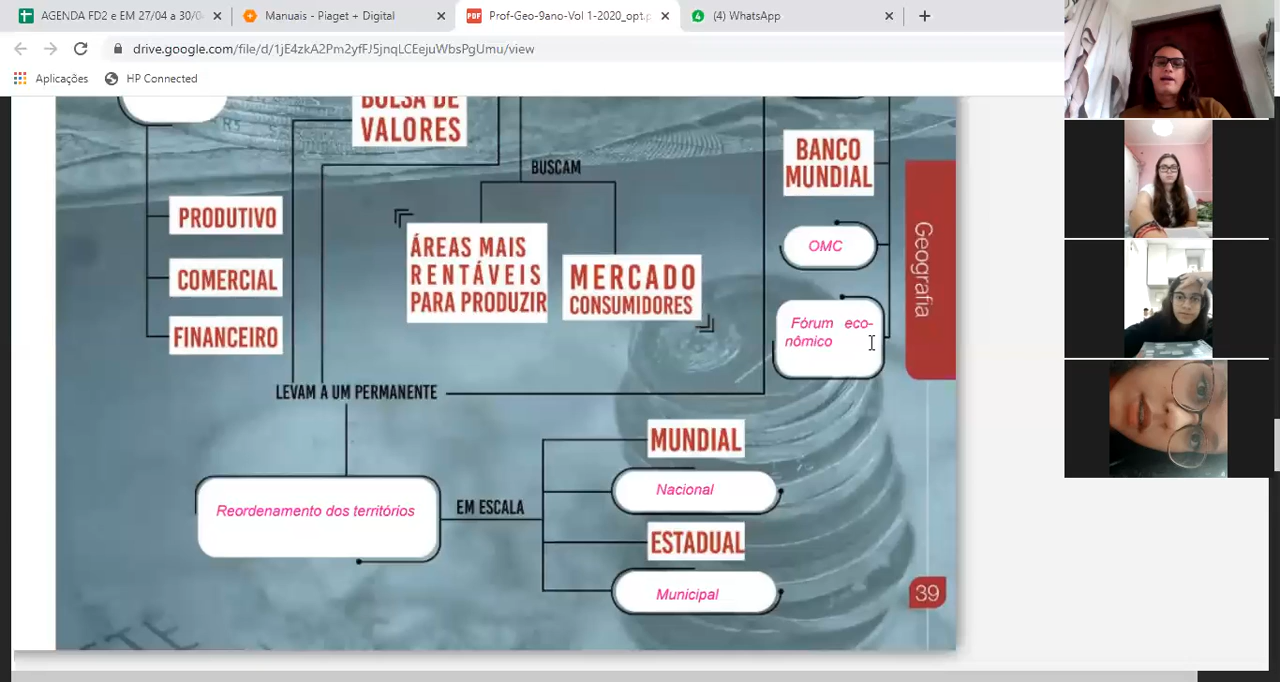 AGENDA FD2 e EM 27/04 a 30/0
Manuais - Piaget + Digital
Prof-Geo-9ano-Vol 1-2020_opt.p
(4) WhatsApp
drive.google.com/file/d/1jE4zkA2Pm2yfFJ5jnqLCEejuWbsPgUmu/view
Aplicações
HP Connected
BOLSA DE
VALORES
BUSCAM
BANCO
MUNDIAL
PRODUTIVO
COMERCIAL
FINANCEIRO
ÁREAS MAIS
RENTÁVEIS
PARA PRODUZIR
MERCADO
CONSUMIDORES
OMC
Fórum eco-
nômico
Geografia
LEVAM A UM PERMANENTE
Reordenamento dos territórios
EM ESCALA
MUNDIAL
Nacional
ESTADUAL
Municipal
39